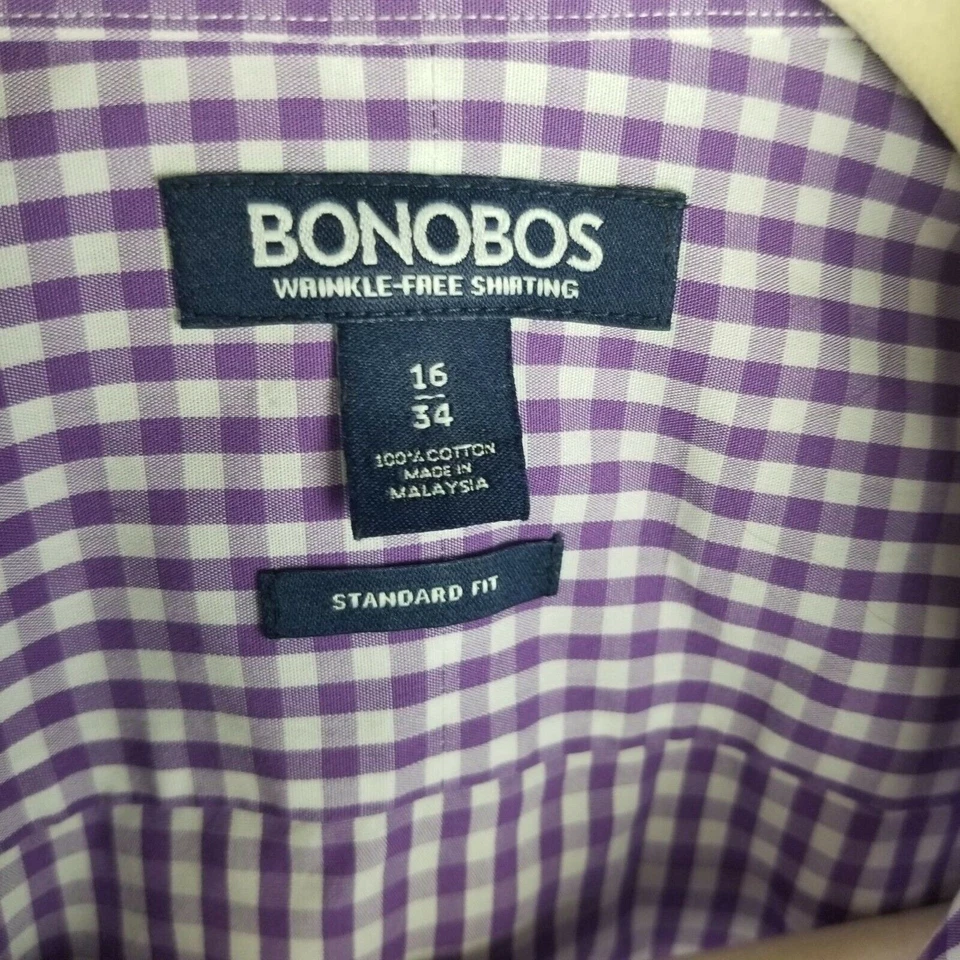 BONOBOS
WRINKLE-FREE SHIRTING
16
34
100% COTTON
MADE IN
MALAYSIA
STANDARD FIT